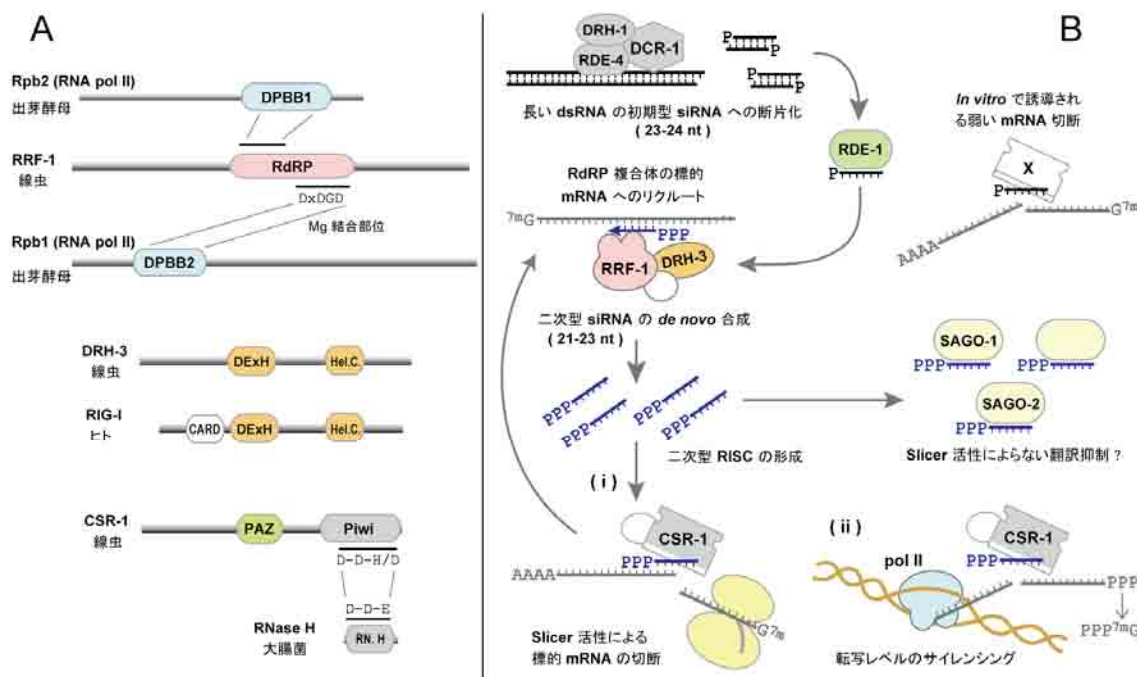 A
Rpb2 (RNA pol II)
出芽酵母
DPBB1
RRF-1
線虫
RdRP
DxDGD
Mg 結合部位
Rpb1 (RNA pol II)
出芽酵母
DPBB2
DRH-3
線虫
DExH
Hel.C.
RIG-I
ヒト
CARD
DExH
Hel.C.
CSR-1
線虫
PAZ
Piwi
D-D-H/D
D-D-E
RNase H
大腸菌
RN. H
B
DRH-1
DCR-1
RDE-4
P
P
P
P
長い dsRNA の初期型 siRNA への断片化
( 23-24 nt )
RDE-1
P
In vitro で誘導され
る弱い mRNA 切断
X
P
G7m
AAAA
RdRP 複合体の標的
mRNA へのリクルート
7mG
PPP
RRF-1
DRH-3
二次型 siRNA の de novo 合成
( 21-23 nt )
PPP
PPP
PPP
PPP
SAGO-1
PPP
PPP
SAGO-2
PPP
Slicer 活性によらない翻訳抑制 ?
二次型 RISC の形成
( i )
CSR-1
PPP
AAAA
G7m
Slicer 活性による
標的 mRNA の切断
( ii )
CSR-1
PPP
pol II
PPP
PPP7mG
転写レベルのサイレンシング